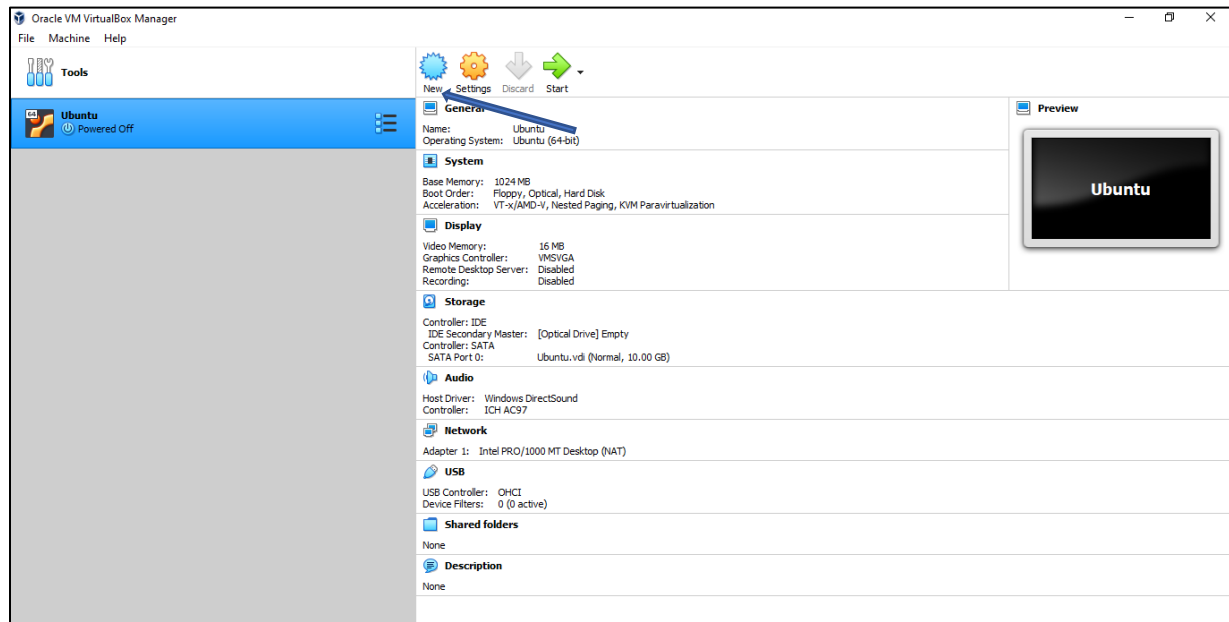 Oracle VM VirtualBox Manager
File Machine Help
Tools
New Settings Discard Start
64 Ubuntu
Powered Off
General
Name: Ubuntu
Operating System: Ubuntu (64-bit)
Preview
Ubuntu
System
Base Memory: 1024 MB
Boot Order: Floppy, Optical, Hard Disk
Acceleration: VT-x/AMD-V, Nested Paging, KVM Paravirtualization
Display
Video Memory: 16 MB
Graphics Controller: VMSVGA
Remote Desktop Server: Disabled
Recording: Disabled
Storage
Controller: IDE
IDE Secondary Master: [Optical Drive] Empty
Controller: SATA
SATA Port 0: Ubuntu.vdi (Normal, 10.00 GB)
Audio
Host Driver: Windows DirectSound
Controller: ICH AC97
Network
Adapter 1: Intel PRO/1000 MT Desktop (NAT)
USB
USB Controller: OHCI
Device Filters: 0 (0 active)
Shared folders
None
Description
None